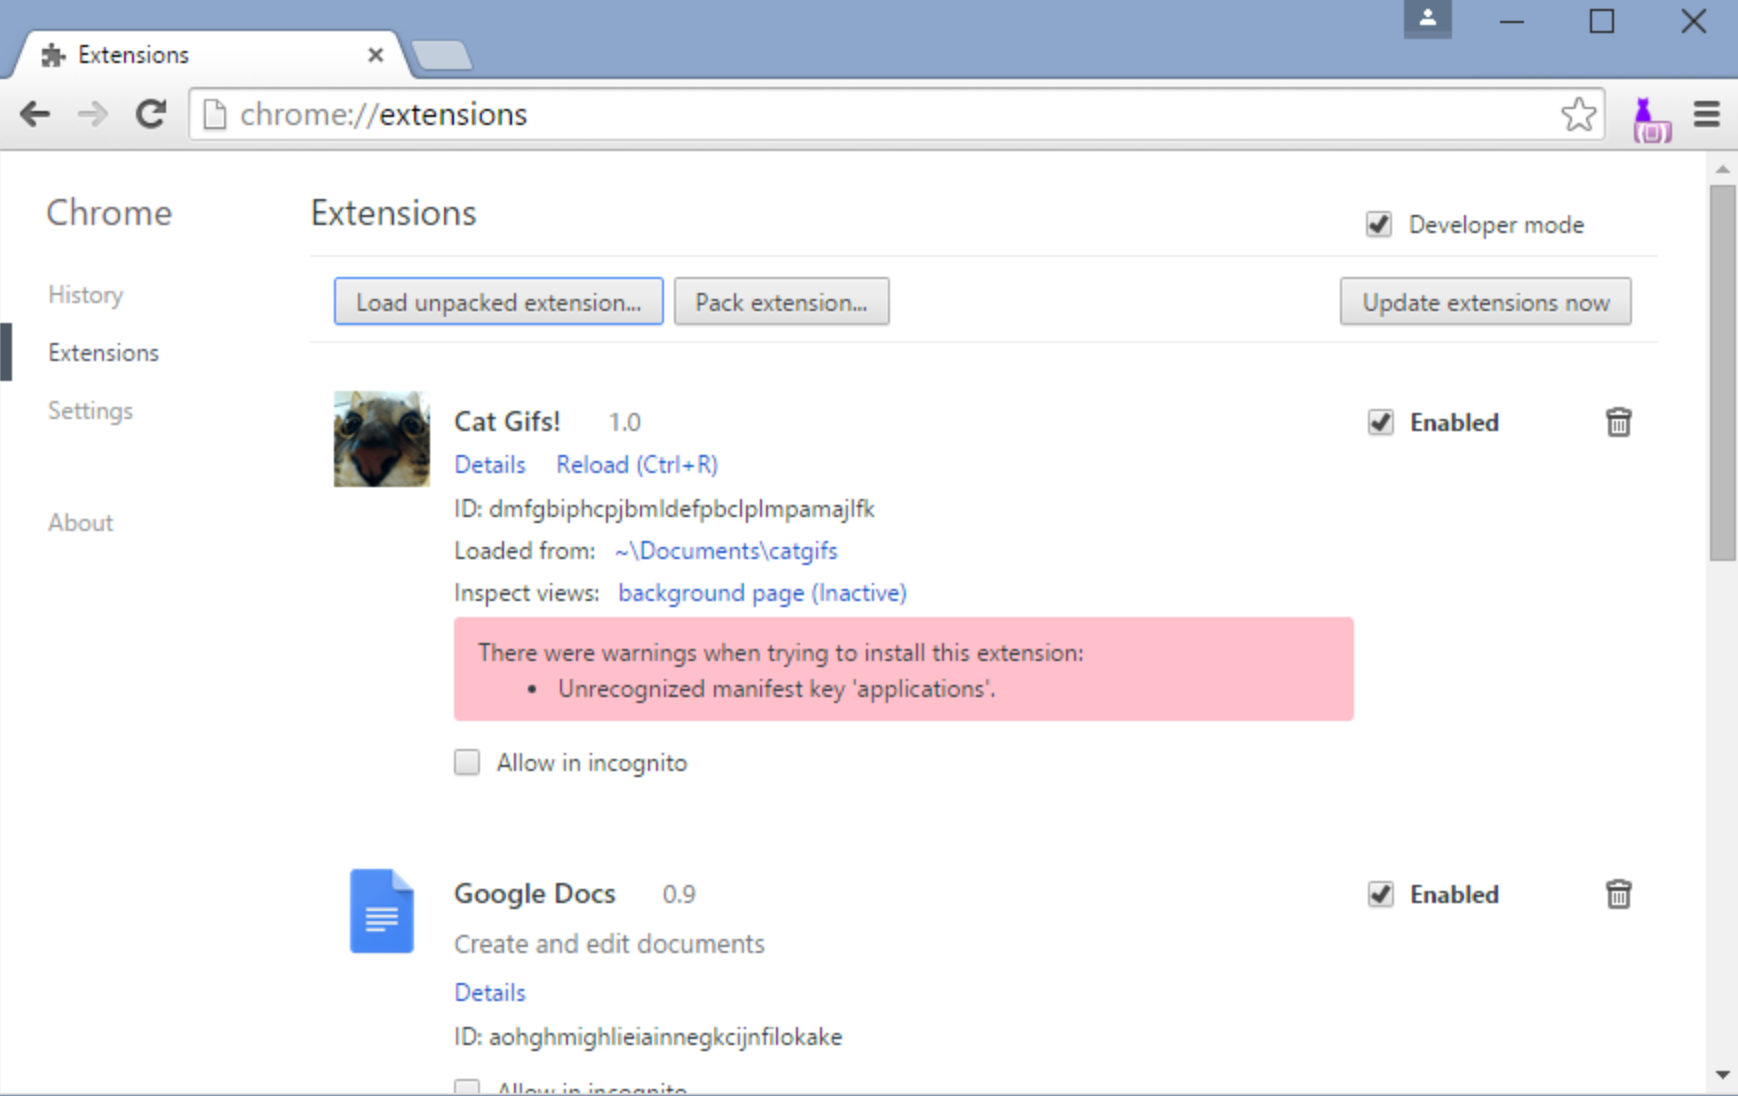 Extensions
chrome://extensions
Chrome
History
Extensions
Settings
About
Extensions
Developer mode
Load unpacked extension...
Pack extension...
Update extensions now
Cat Gifs! 1.0
Enabled
Details Reload (Ctrl+R)
ID: dmfgbiphcpjbmldefpbclplmpamajlfk
Loaded from: ~\Documents\catgifs
Inspect views: background page (Inactive)
There were warnings when trying to install this extension:
• Unrecognized manifest key 'applications'.
Allow in incognito
Google Docs 0.9
Enabled
Create and edit documents
Details
ID: aohghmighlieiainnegkcijnfilokake
Allow in incognito